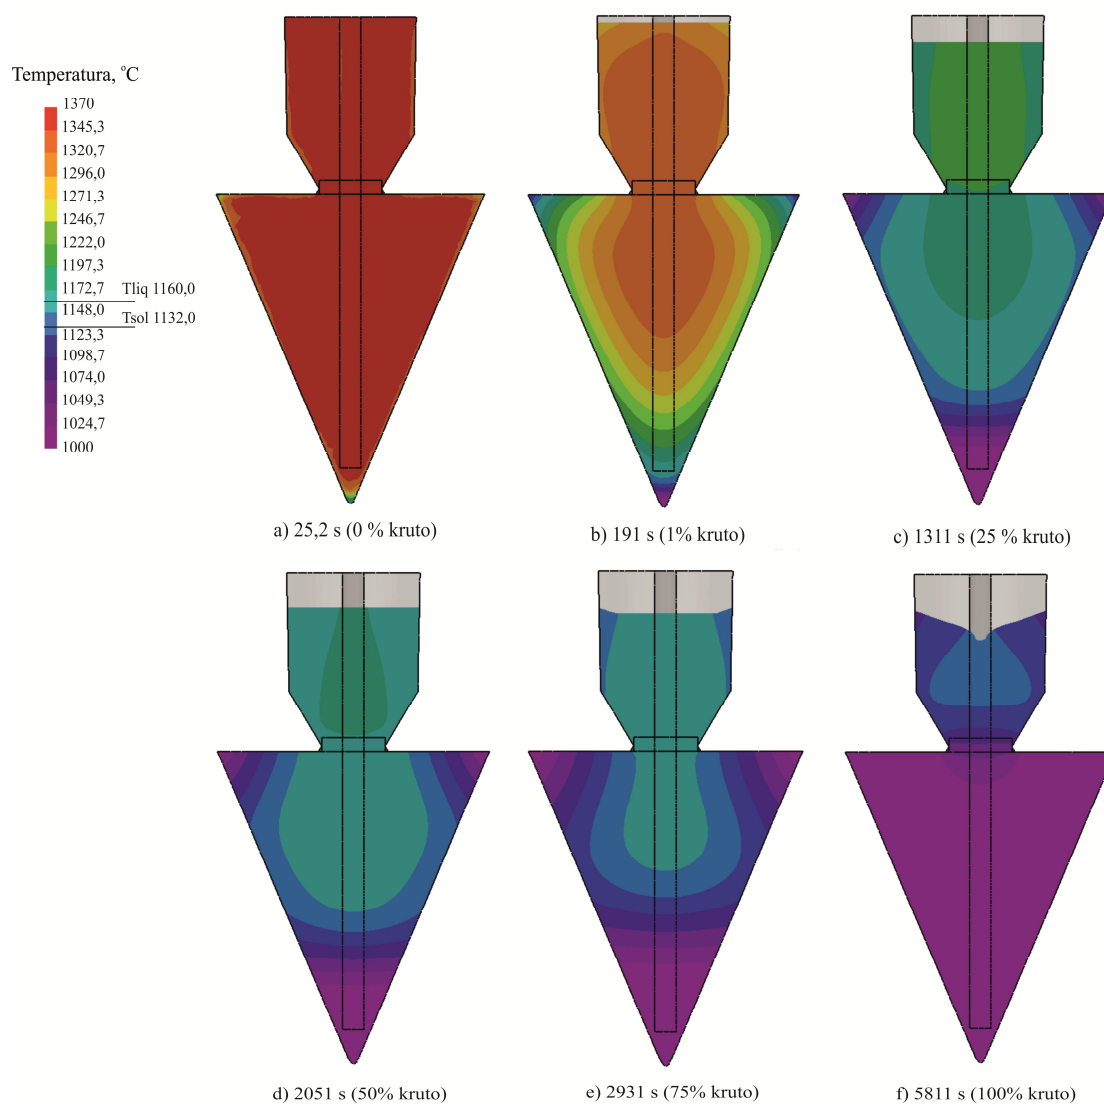 Temperatura, °C
1370
1345,3
1320,7
1296,0
1271,3
1246,7
1222,0
1197,3
1172,7
Tliq 1160,0
1148,0
Tsol 1132,0
1123,3
1098,7
1074,0
1049,3
1024,7
1000
a) 25,2 s (0 % kruto)
b) 191 s (1% kruto)
c) 1311 s (25 % kruto)
d) 2051 s (50% kruto)
e) 2931 s (75% kruto)
f) 5811 s (100% kruto)